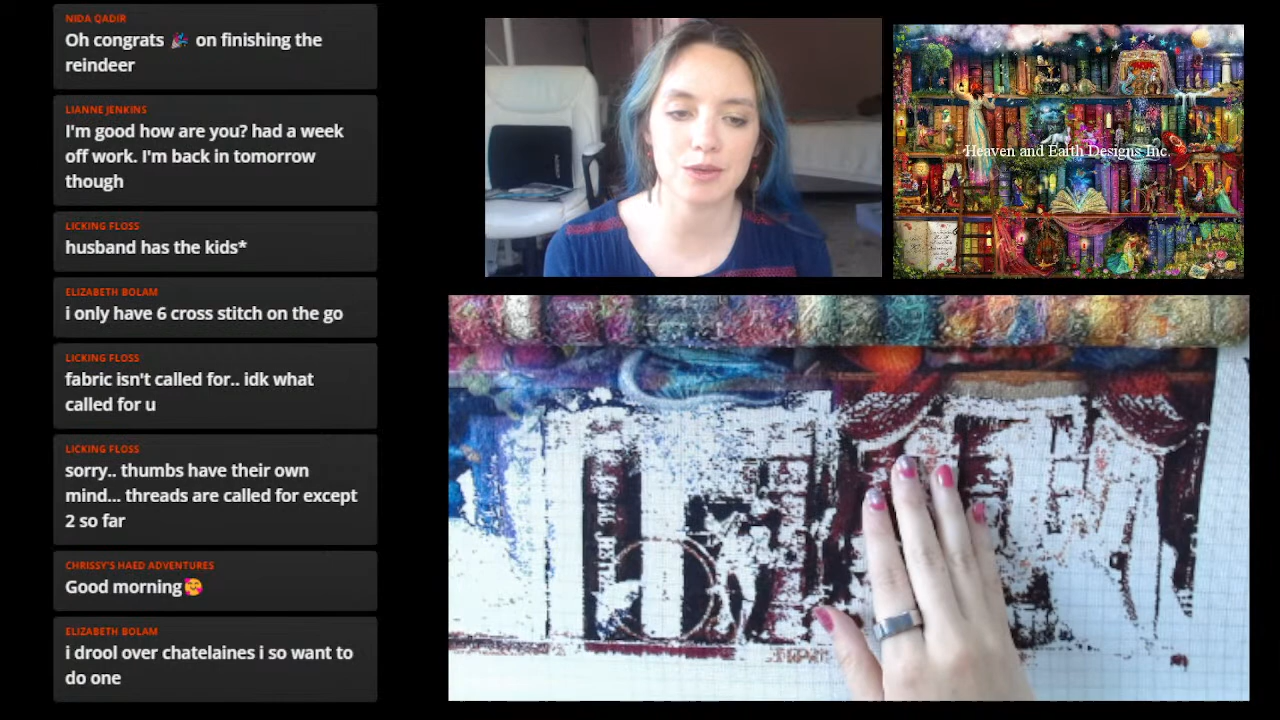 NIDA QADIR
Oh congrats 🎉 on finishing the
reindeer
LIANNE JENKINS
I'm good how are you? had a week
off work. I'm back in tomorrow
though
LICKING FLOSS
husband has the kids*
ELIZABETH BOLAM
i only have 6 cross stitch on the go
LICKING FLOSS
fabric isn't called for.. idk what
called for u
LICKING FLOSS
sorry.. thumbs have their own
mind... threads are called for except
2 so far
CHRISSY'S HAED ADVENTURES
Good morning🥰
ELIZABETH BOLAM
i drool over chatelaines i so want to
do one
Heaven and Earth Designs Inc.